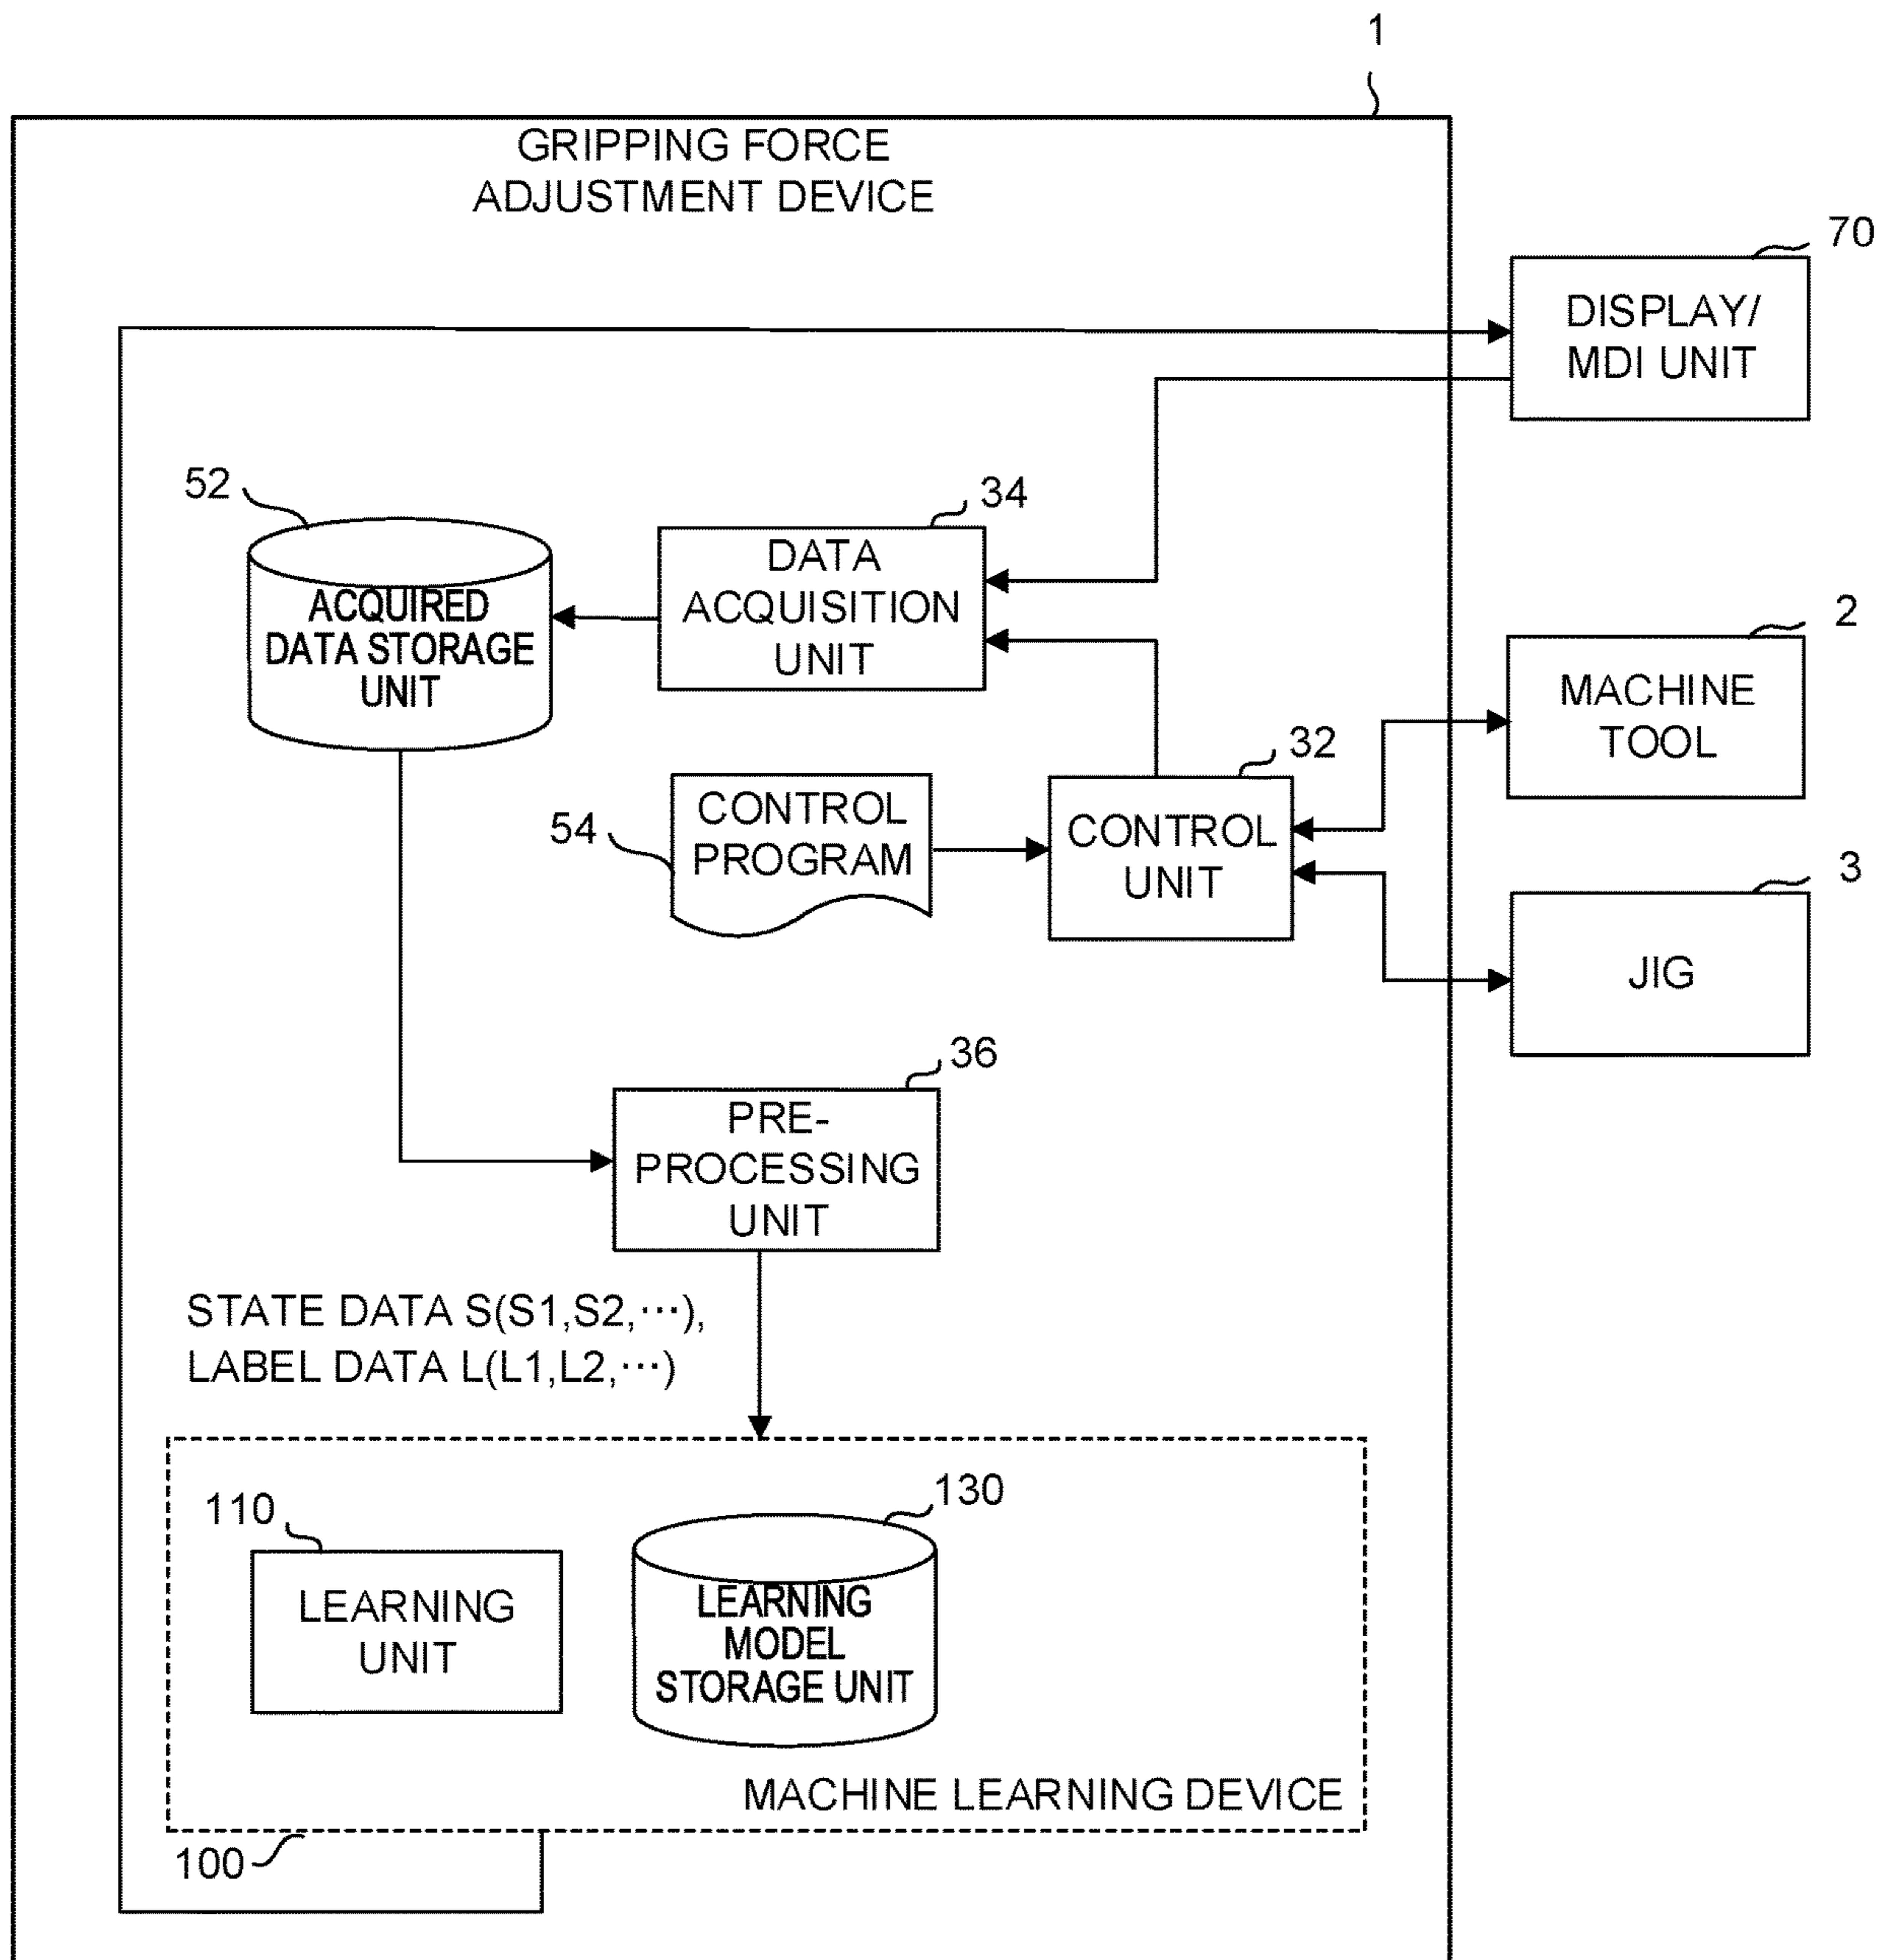 1
GRIPPING FORCE
ADJUSTMENT DEVICE
70
DISPLAY/
MDI UNIT
52
ACQUIRED
DATA STORAGE
UNIT
34
DATA
ACQUISITION
UNIT
2
MACHINE
TOOL
54
CONTROL
PROGRAM
32
CONTROL
UNIT
3
JIG
36
PRE-
PROCESSING
UNIT
STATE DATA S(S1,S2,⋯),
LABEL DATA L(L1,L2,⋯)
110
LEARNING
UNIT
130
LEARNING
MODEL
STORAGE UNIT
MACHINE LEARNING DEVICE
100